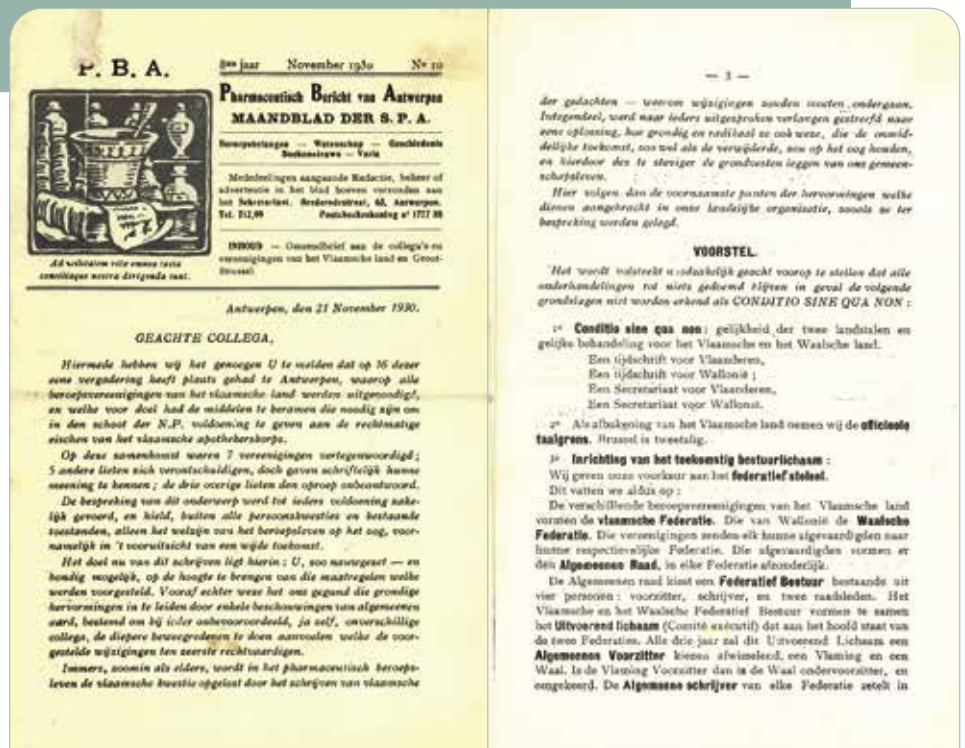 P. B. A.
8ste jaar November 1930 Nr 10
Pharmaceutisch Bericht van Antwerpen
MAANDBLAD DER S. P. A.
Beroepsbelangen — Wetenschap — Geschiedenis
Boekennieuws — Varia
Mededeelingen aangaande Redactie, beheer of
advertentie in het blad hoeven verzonden aan
het Sekretariaat, 63, Antwerpen.
Tel. 212,99 Postcheckrekening nr 1727
INHOUD — Omzendbrief aan de collega's en
vereenigingen van het Vlaamsche land en Groot-
Brussel
Ad salutem vitæ omnia
consiliaque nostra dirigenda sunt.
Antwerpen, den 21 November 1930.
GEACHTE COLLEGA,
Hiermede hebben wij het genoegen U te melden dat op 16 dezer
eene vergadering heeft plaats gehad te Antwerpen, waarop alle
beroepsvereenigingen van het vlaamsche land werden uitgenoodigd,
en welke voor doel had de middelen te beramen die noodig zijn om
in den schoot der N.P. voldoening te geven aan de rechtmatige
eischen van het vlaamsche apothekerskorps.
Op deze samenkomst waren 7 vereenigingen vertegenwoordigd;
5 andere lieten zich verontschuldigen, doch gaven schriftelijk hunne
meening te kennen; de drie overige lieten den oproep onbeantwoord.
De bespreking van dit onderwerp werd tot ieders voldoening zake-
lijk gevoerd, en hield, buiten alle persoonskwesties en bestaande
toestanden, alleen het welzijn van het beroepsleven op het oog, voor-
namelijk in 't vooruitzicht van een wijde toekomst.
Het doel nu van dit schrijven ligt hierin: U, zoo nauwgezet — en
bondig mogelijk, op de hoogte te brengen van die maatregelen welke
werden voorgesteld. Vooraf echter weze het ons gegund die grondige
hervormingen in te leiden door enkele beschouwingen van algemeenen
aard, bestemd om bij ieder onbevooroordeeld, ja zelf, onverschillige
collega, de diepere beweegredenen te doen aanvoelen welke de voor-
gestelde wijzigingen ten zeerste rechtvaardigen.
Immers, zoomin als elders, wordt in het pharmaceutisch beroeps-
leven de vlaamsche kwestie opgelost door het schrijven van vlaamsche
— 3 —
der gedachten — waarom wijzigingen zouden moeten ondergaan.
Integendeel, werd naar ieders uitgesproken verlangen gestreefd naar
eene oplossing, hoe grondig en radikaal ze ook weze, die de onmid-
delijke toekomst, zoo wel als de verwijderde, zou op het oog houden,
en hierdoor des te steviger de grondvesten leggen van ons gemeen-
schapsleven.
Hier volgen dan de voornaamste punten der hervormingen welke
dienen aangebracht in onze landelijke organisatie, zooals ze ter
bespreking werden gelegd.
VOORSTEL.
Het wordt volstrekt noodzakelijk geacht voorop te stellen dat alle
onderhandelingen tot niets gedoemd blijven in geval de volgende
grondslagen niet worden erkend als CONDITIO SINE QUA NON:
1° Conditio sine qua non: gelijkheid der twee landstalen en
gelijke behandeling voor het Vlaamsche en het Waalsche land.
Een tijdschrift voor Vlaanderen,
Een tijdschrift voor Wallonië;
Een Secretariaat voor Vlaanderen,
Een Secretariaat voor Wallonië.
2° Als afbakening van het Vlaamsche land nemen wij de officieele
taalgrens. Brussel is tweetalig.
3° Inrichting van het toekomstig bestuurlichaam:
Wij geven onze voorkeur aan het federatief stelsel.
Dit vatten we aldus op:
De verschillende beroepsvereenigingen van het Vlaamsche land
vormen de vlaamsche Federatie. Die van Wallonië de Waalsche
Federatie. Die vereenigingen zenden elk hunne afgevaardigden naar
hunne respectievelijke Federatie. Die afgevaardigden vormen er
den Algemeenen Raad, in elke Federatie afzonderlijk.
De Algemeenen raad kiest een Federatief Bestuur bestaande uit
vier personen: voorzitter, schrijver, en twee raadsleden. Het
Vlaamsche en het Waalsche Federatief Bestuur vormen te samen
het Uitvoerend lichaam (Comité exécutif) dat aan het hoofd staat van
de twee Federaties. Alle drie jaar zal dit Uitvoerend Lichaam een
Algemeenen Voorzitter kiezen afwisselend, een Vlaming en een
Waal. Is de Vlaming Voorzitter dan is de Waal ondervoorzitter, en
omgekeerd. De Algemeene schrijver van elke Federatie zetelt in